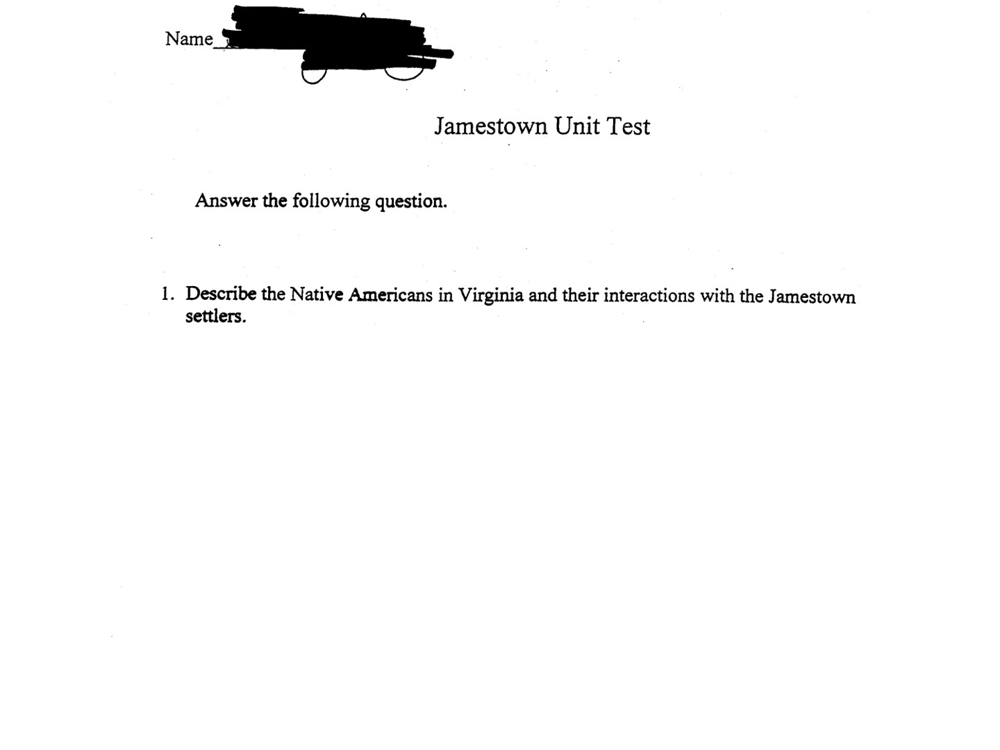 Name
Jamestown Unit Test
Answer the following question.
1. Describe the Native Americans in Virginia and their interactions with the Jamestown
settlers.